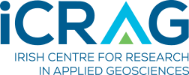 iCRAG
IRISH CENTRE FOR RESEARCH
IN APPLIED GEOSCIENCES